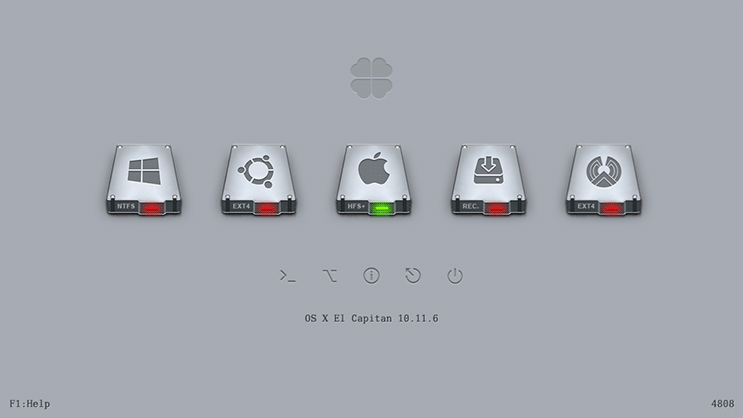 NTFS
EXT4
HFS+
REC.
EXT4
OS X El Capitan 10.11.6
F1:Help
4808